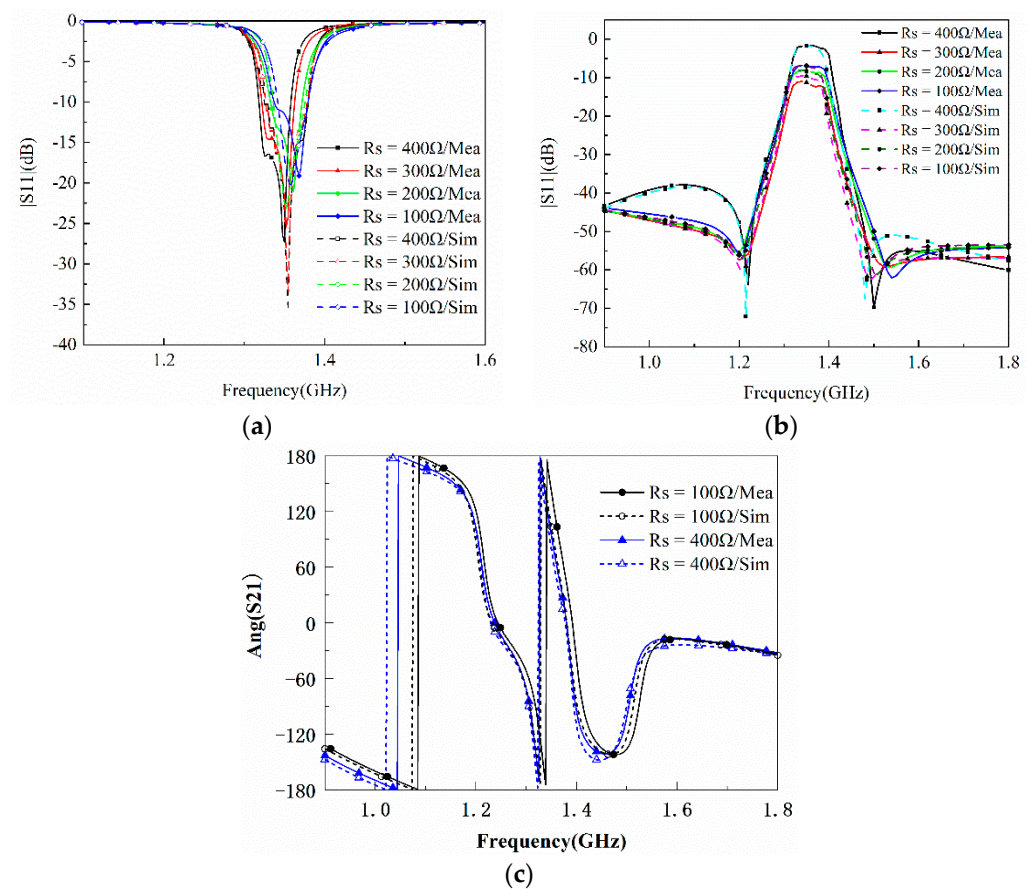 0
-5
-10
-15
-20
-25
-30
-35
-40
|S11|(dB)
Rs = 400Ω/Mea
Rs = 300Ω/Mea
Rs = 200Ω/Mca
Rs = 100Ω/Mea
Rs = 400Ω/Sim
Rs = 300Ω/Sim
Rs = 200Ω/Sim
Rs = 100Ω/Sim
1.2
1.4
1.6
Frequency(GHz)
(a)
0
-10
-20
-30
-40
-50
-60
-70
-80
|S11|(dB)
Rs = 400Ω/Mea
Rs = 300Ω/Mea
Rs = 200Ω/Mca
Rs = 100Ω/Mea
Rs = 400Ω/Sim
Rs = 300Ω/Sim
Rs = 200Ω/Sim
Rs = 100Ω/Sim
1.0
1.2
1.4
1.6
1.8
Frequency(GHz)
(b)
180
120
60
0
-60
-120
-180
Ang(S21)
Rs = 100Ω/Mea
Rs = 100Ω/Sim
Rs = 400Ω/Mea
Rs = 400Ω/Sim
1.0
1.2
1.4
1.6
1.8
Frequency(GHz)
(c)